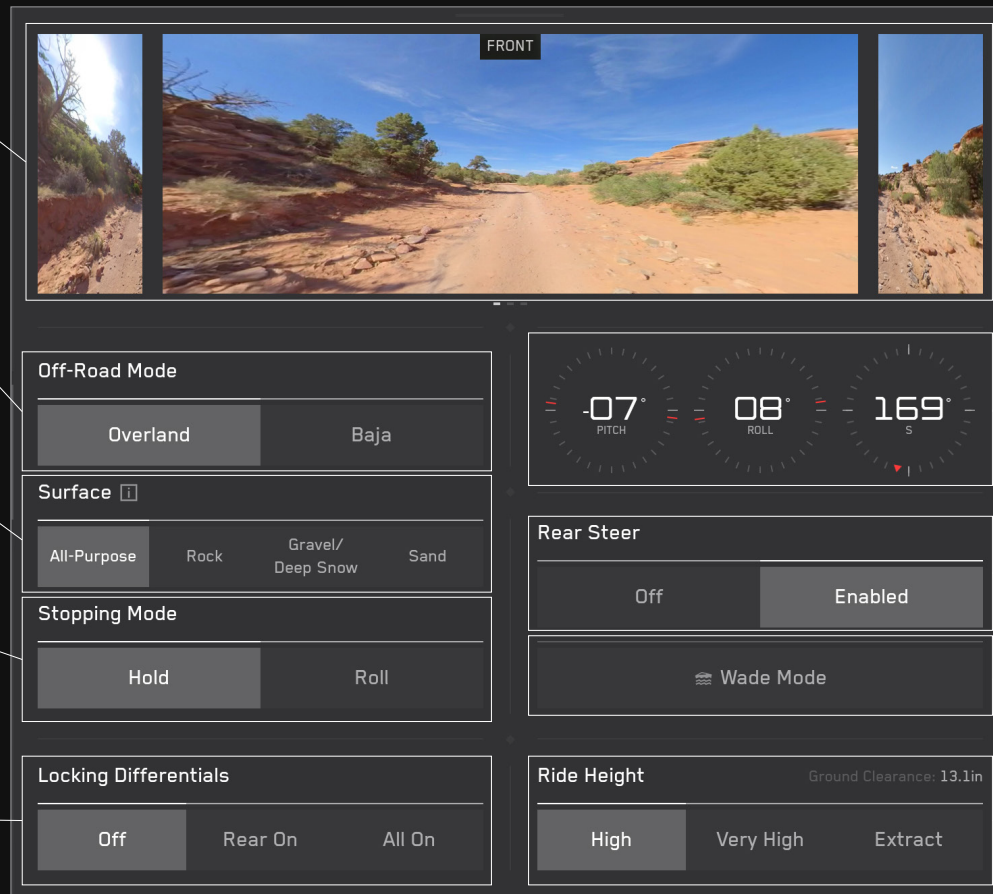 FRONT
Off-Road Mode
Overland
Baja
-07°
PITCH
08°
ROLL
169°
S
Surface i
All-Purpose
Rock
Gravel/
Deep Snow
Sand
Rear Steer
Off
Enabled
Stopping Mode
Hold
Roll
Wade Mode
Locking Differentials
Off
Rear On
All On
Ride Height
Ground Clearance: 13.1in
High
Very High
Extract